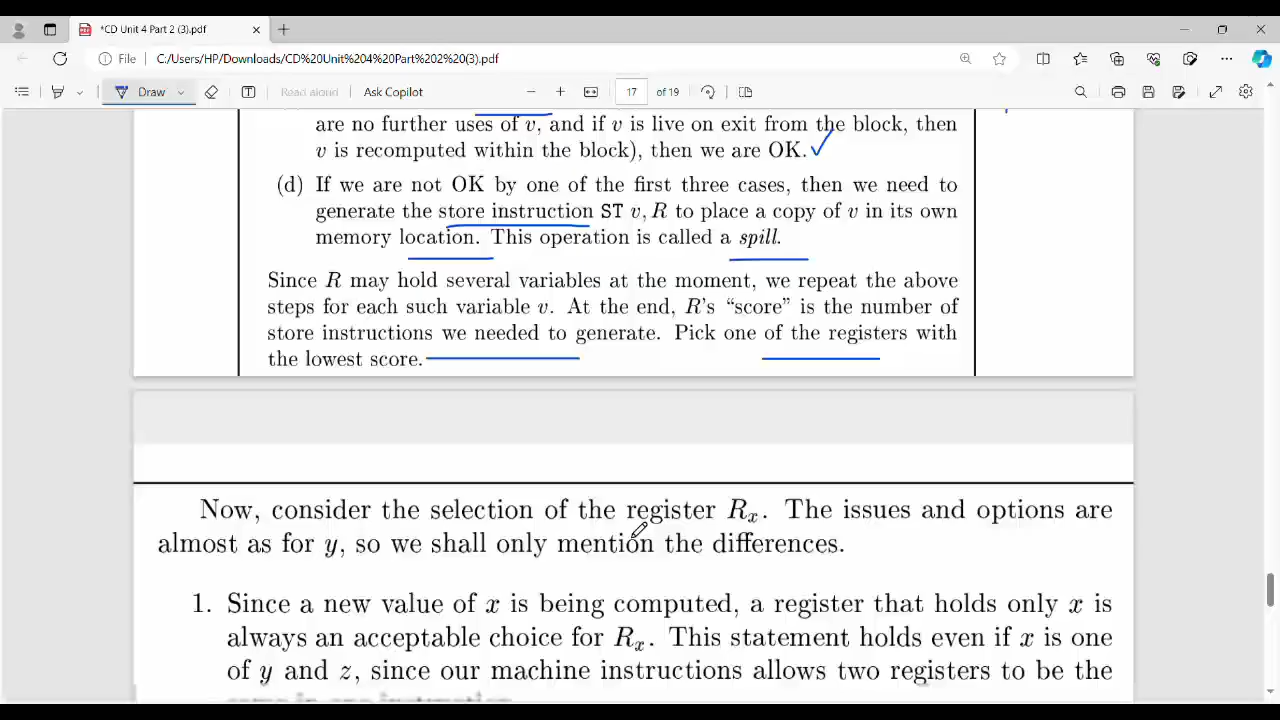 *CD Unit 4 Part 2 (3).pdf
File
C:/Users/HP/Downloads/CD%20Unit%204%20Part%202%20(3).pdf
Draw
Read aloud
Ask Copilot
17
of 19
are no further uses of v, and if v is live on exit from the block, then
v is recomputed within the block), then we are OK.
(d) If we are not OK by one of the first three cases, then we need to
generate the store instruction ST v, R to place a copy of v in its own
memory location. This operation is called a spill.
Since R may hold several variables at the moment, we repeat the above
steps for each such variable v. At the end, R's “score” is the number of
store instructions we needed to generate. Pick one of the registers with
the lowest score.
Now, consider the selection of the register Rx. The issues and options are
almost as for y, so we shall only mention the differences.
1. Since a new value of x is being computed, a register that holds only x is
always an acceptable choice for Rx. This statement holds even if x is one
of y and z, since our machine instructions allows two registers to be the